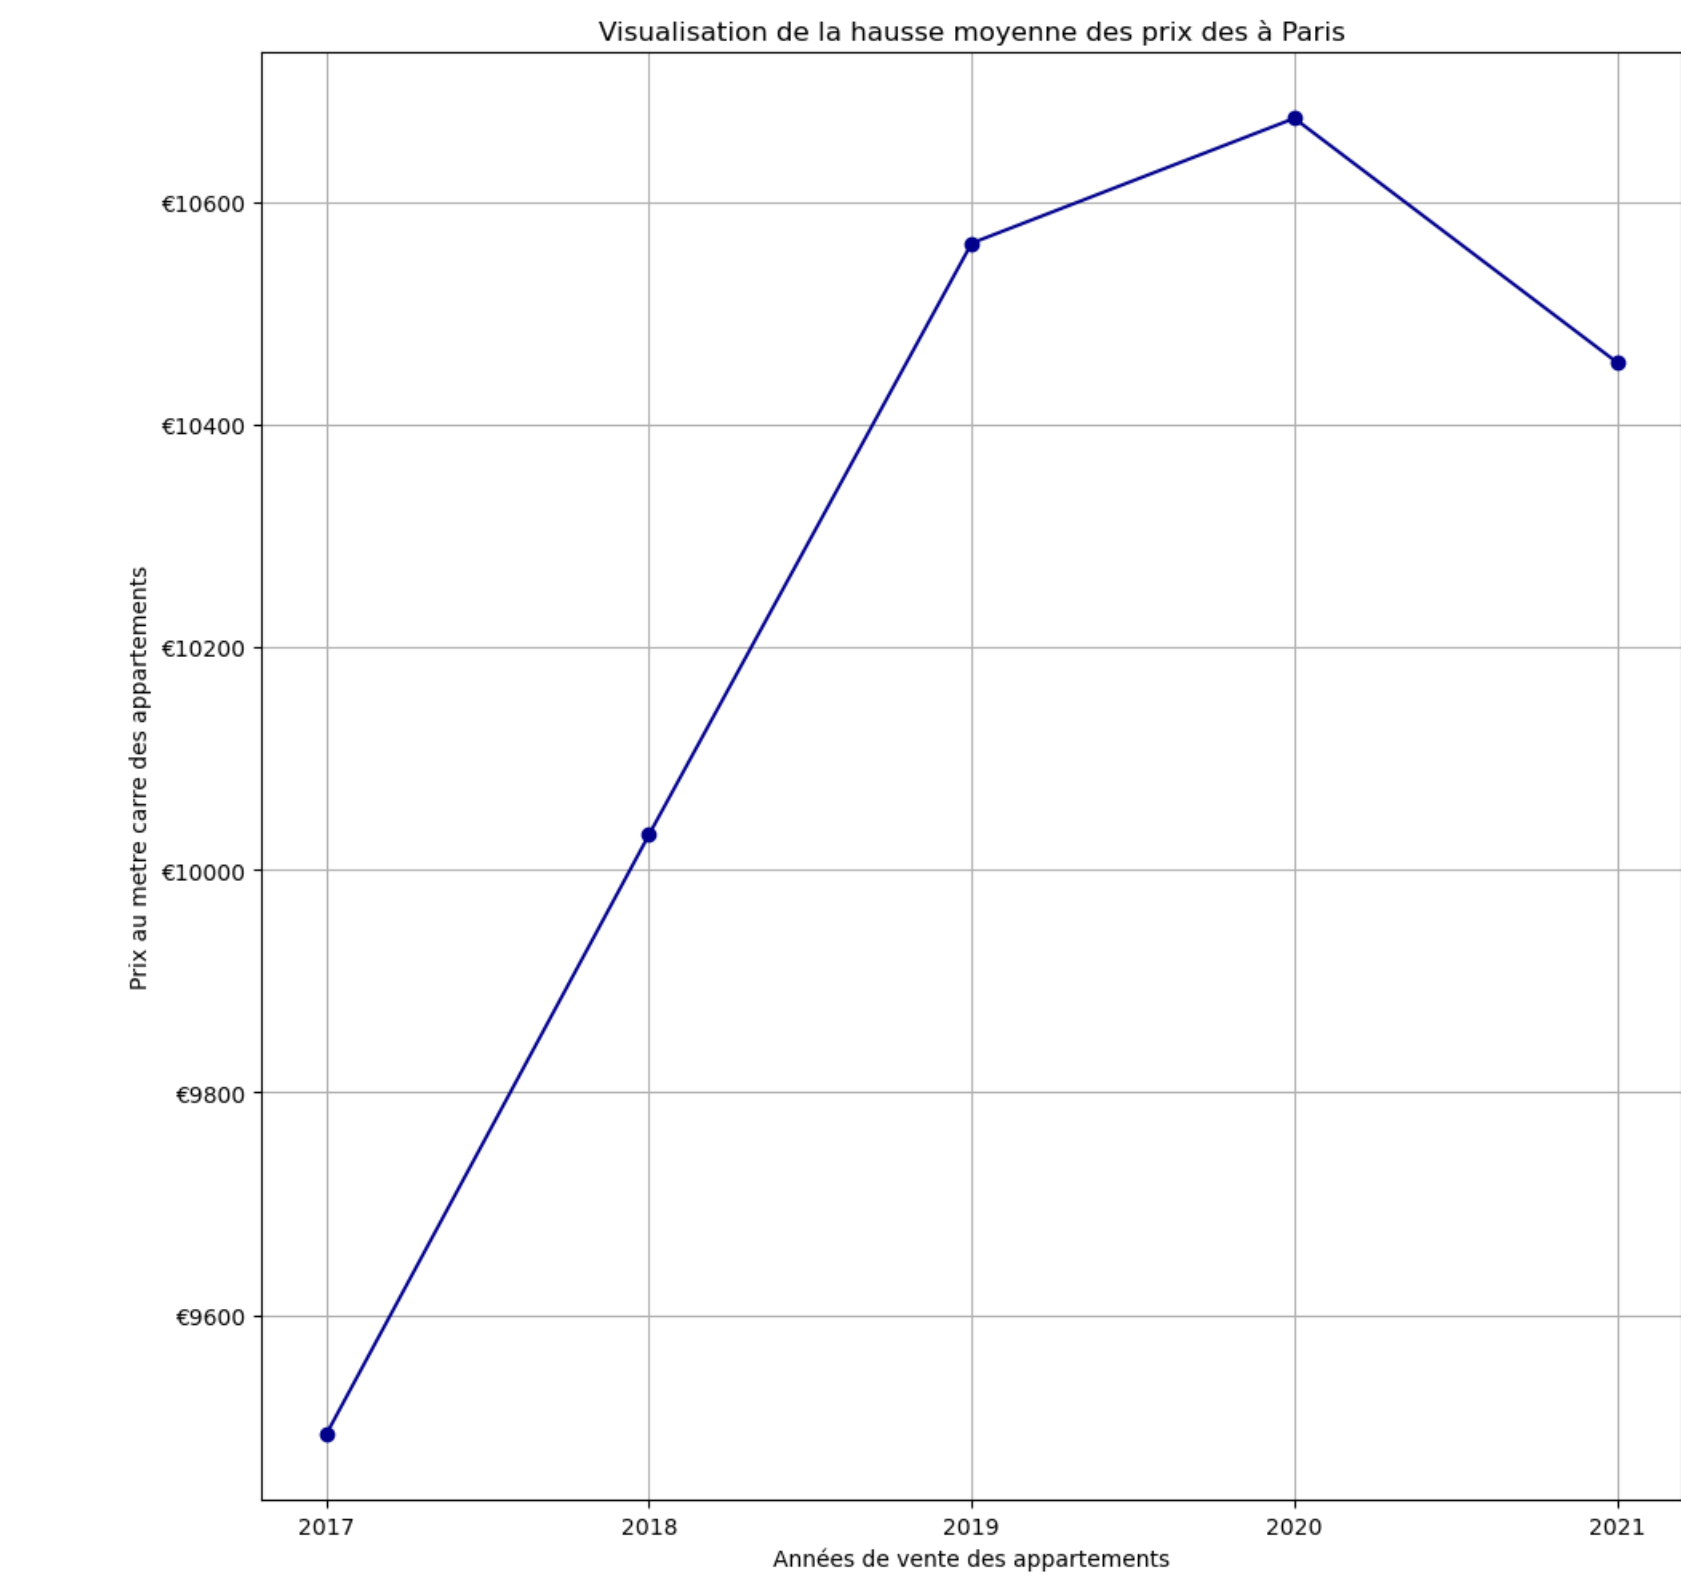 Visualisation de la hausse moyenne des prix des à Paris
€10600
€10400
€10200
€10000
€9800
€9600
Prix au metre carre des appartements
2017 2018 2019 2020 2021
Années de vente des appartements